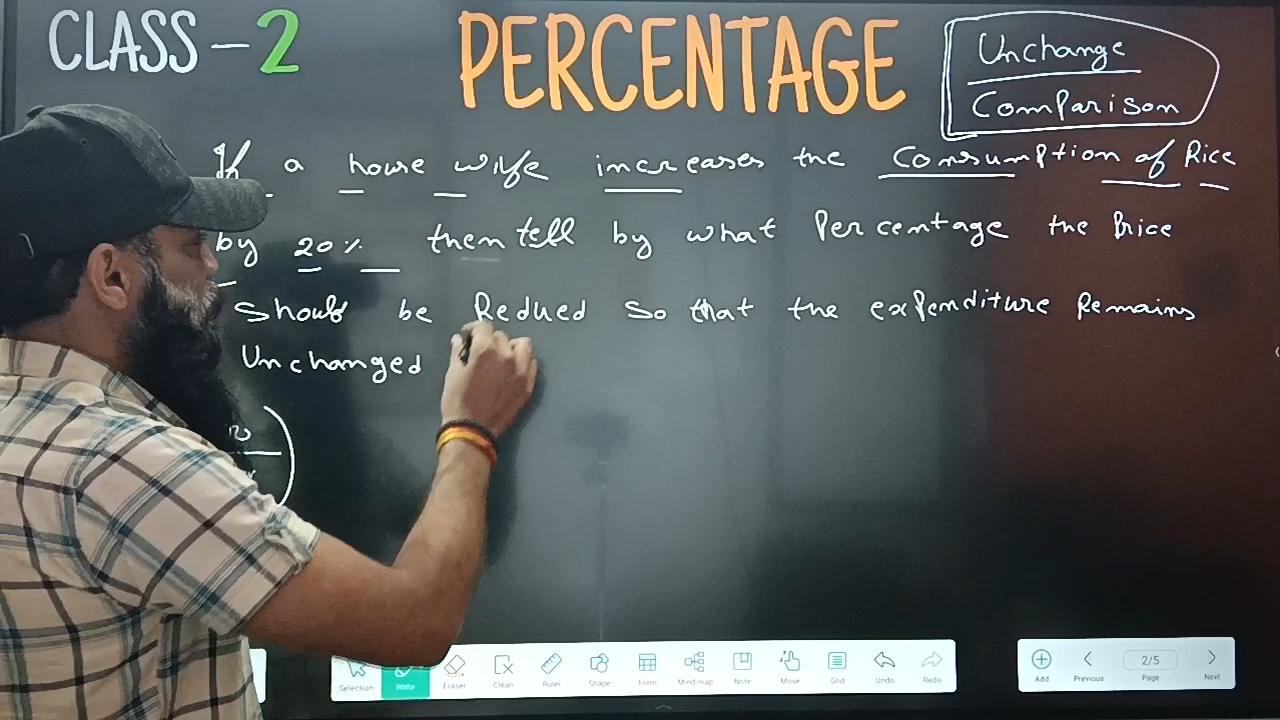 CLASS-2
PERCENTAGE
Unchange
Comparison
If a house wife increases the Consumption of Rice
by 20% then tell by what Percentage the Price
should be Reduced So that the expenditure Remains
Unchanged
Selection
Write
Eraser
Clean
Ruler
Shape
Form
Mind map
Note
Move
Grid
Undo
Redo
Add
Previous
2/5
Page
Next